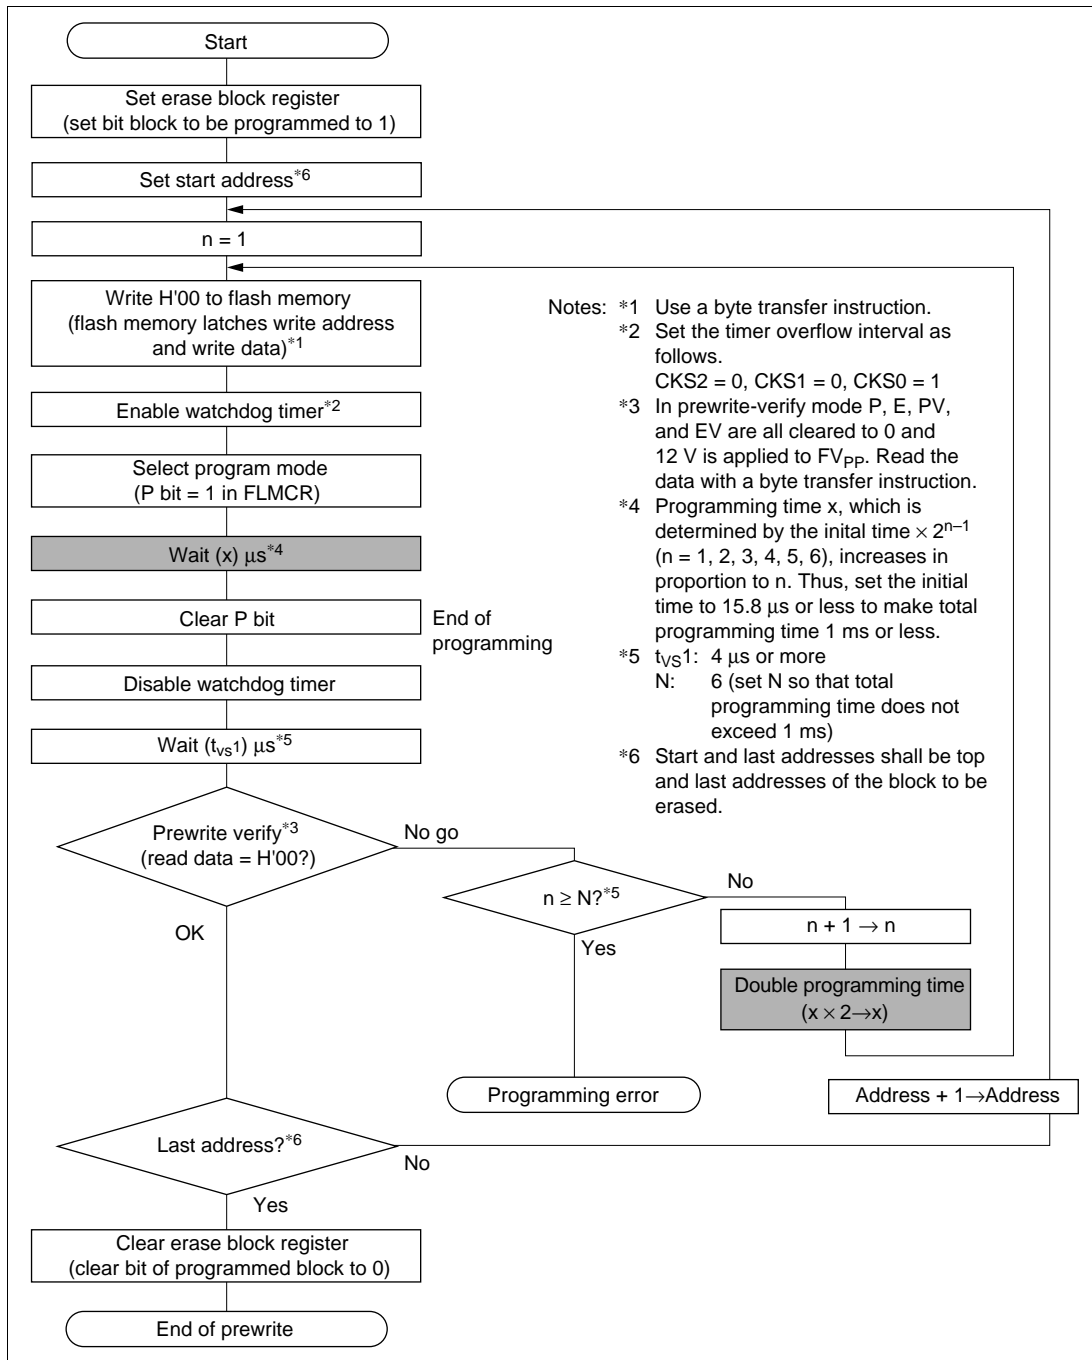 Start
Set erase block register
(set bit block to be programmed to 1)
Set start address*6
n = 1
Write H'00 to flash memory
(flash memory latches write address
and write data)*1
Enable watchdog timer*2
Select program mode
(P bit = 1 in FLMCR)
Wait (x) μs*4
Clear P bit
End of
programming
Disable watchdog timer
Wait (tvs1) μs*5
Prewrite verify*3
(read data = H'00?)
No go
OK
n ≥ N?*5
No
Yes
n + 1 → n
Double programming time
(x × 2→x)
Programming error
Address + 1→Address
Last address?*6
No
Yes
Clear erase block register
(clear bit of programmed block to 0)
End of prewrite
Notes: *1 Use a byte transfer instruction.
*2 Set the timer overflow interval as
follows.
CKS2 = 0, CKS1 = 0, CKS0 = 1
*3 In prewrite-verify mode P, E, PV,
and EV are all cleared to 0 and
12 V is applied to FVPP. Read the
data with a byte transfer instruction.
*4 Programming time x, which is
determined by the inital time × 2^n–1
(n = 1, 2, 3, 4, 5, 6), increases in
proportion to n. Thus, set the initial
time to 15.8 μs or less to make total
programming time 1 ms or less.
*5 tVS1: 4 μs or more
N: 6 (set N so that total
programming time does not
exceed 1 ms)
*6 Start and last addresses shall be top
and last addresses of the block to be
erased.